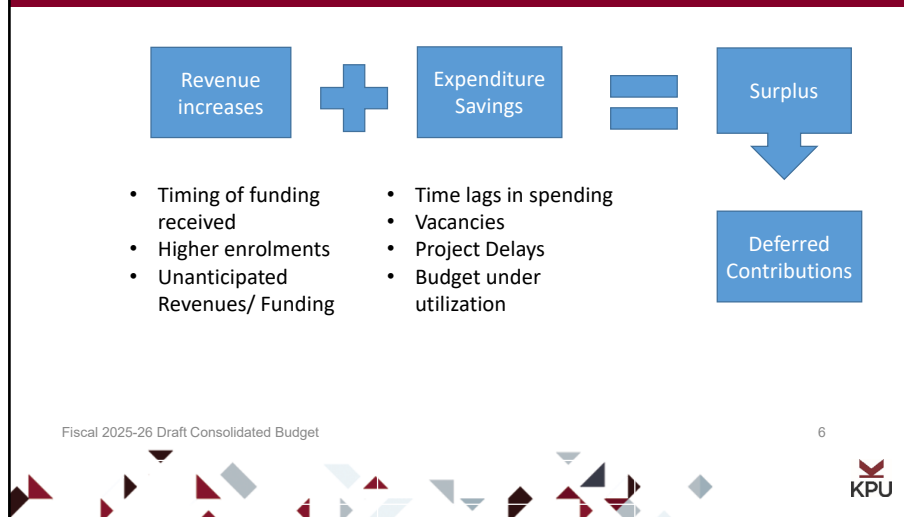 Revenue
increases
Expenditure
Savings
Surplus
• Timing of funding
received
• Higher enrolments
• Unanticipated
Revenues/ Funding
• Time lags in spending
• Vacancies
• Project Delays
• Budget under
utilization
Deferred
Contributions
Fiscal 2025-26 Draft Consolidated Budget
6
KPU